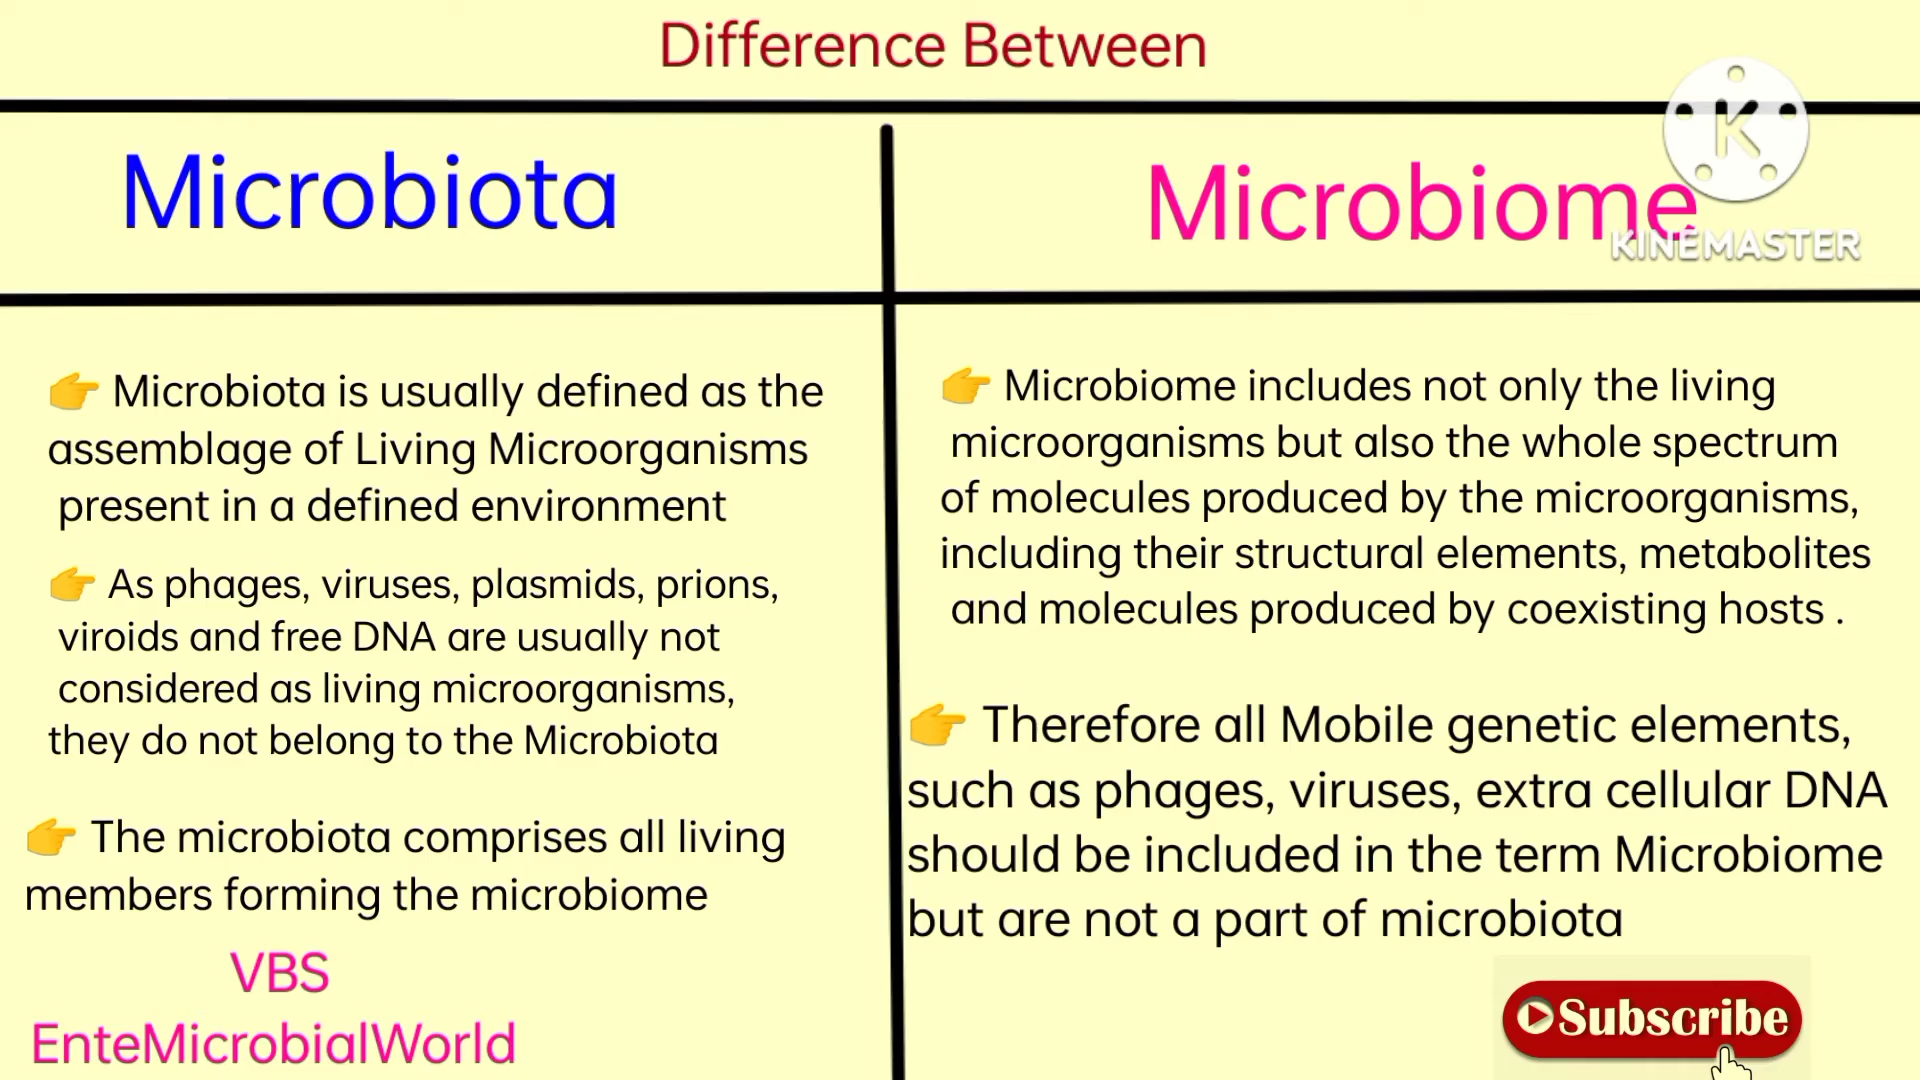 Difference Between
Microbiota
Microbiome
KINEMASTER
👉 Microbiota is usually defined as the
assemblage of Living Microorganisms
present in a defined environment
👉 As phages, viruses, plasmids, prions,
viroids and free DNA are usually not
considered as living microorganisms,
they do not belong to the Microbiota
👉 The microbiota comprises all living
members forming the microbiome
VBS
EnteMicrobialWorld
👉 Microbiome includes not only the living
microorganisms but also the whole spectrum
of molecules produced by the microorganisms,
including their structural elements, metabolites
and molecules produced by coexisting hosts .
👉 Therefore all Mobile genetic elements,
such as phages, viruses, extra cellular DNA
should be included in the term Microbiome
but are not a part of microbiota
Subscribe